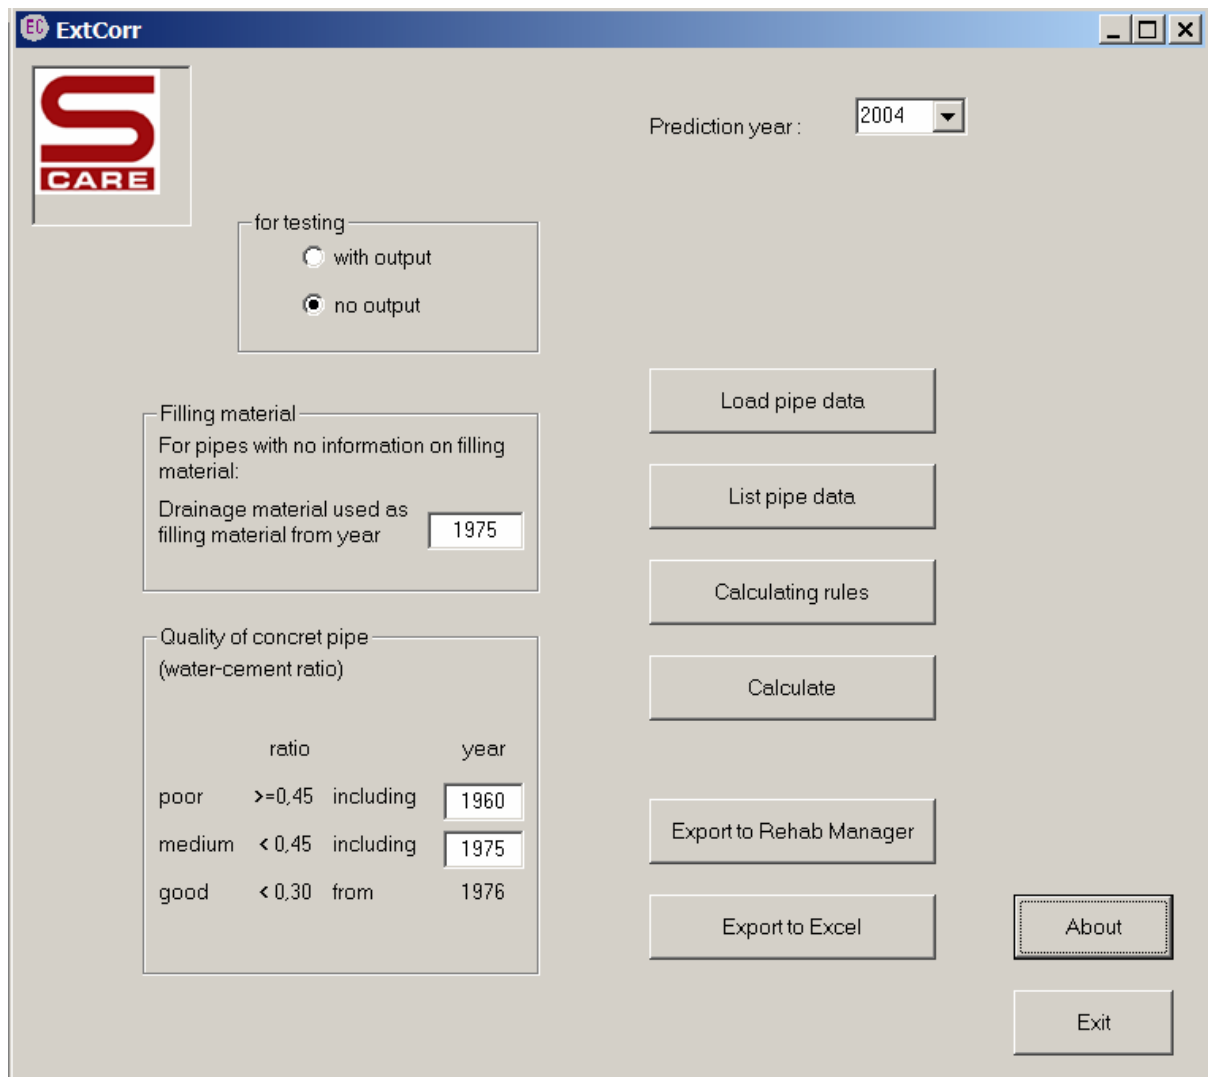 EC ExtCorr
S
CARE
Prediction year : 2004
for testing
with output
no output
Filling material
For pipes with no information on filling
material:
Drainage material used as
filling material from year 1975
Quality of concret pipe
(water-cement ratio)
ratio year
poor >=0,45 including 1960
medium < 0,45 including 1975
good < 0,30 from 1976
Load pipe data
List pipe data
Calculating rules
Calculate
Export to Rehab Manager
Export to Excel
About
Exit